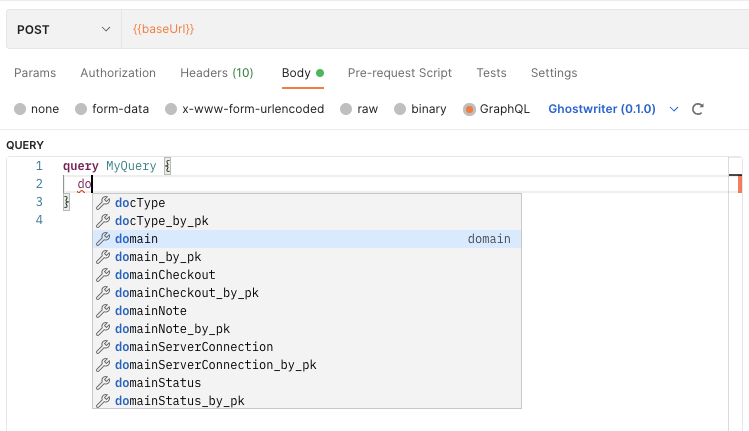 POST {{baseUrl}}
Params Authorization Headers (10) Body Pre-request Script Tests Settings
none form-data x-www-form-urlencoded raw binary GraphQL Ghostwriter (0.1.0)
QUERY
1 query MyQuery {
2 do
3 }
4
docType
docType_by_pk
domain domain
domain_by_pk
domainCheckout
domainCheckout_by_pk
domainNote
domainNote_by_pk
domainServerConnection
domainServerConnection_by_pk
domainStatus
domainStatus_by_pk